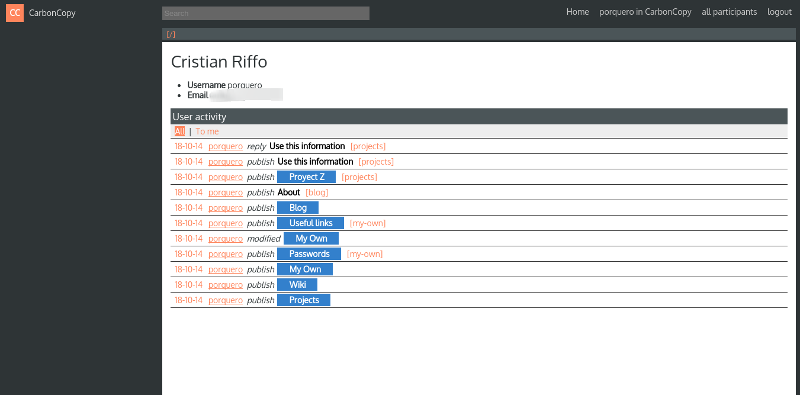 CC CarbonCopy
Search
Home porquero in CarbonCopy all participants logout
[/]
Cristian Riffo
Username porquero
Email
User activity
All | To me
18-10-14 porquero reply Use this information [projects]
18-10-14 porquero publish Use this information [projects]
18-10-14 porquero publish Proyect Z [projects]
18-10-14 porquero publish About [blog]
18-10-14 porquero publish Blog
18-10-14 porquero publish Useful links [my-own]
18-10-14 porquero modified My Own
18-10-14 porquero publish Passwords [my-own]
18-10-14 porquero publish My Own
18-10-14 porquero publish Wiki
18-10-14 porquero publish Projects